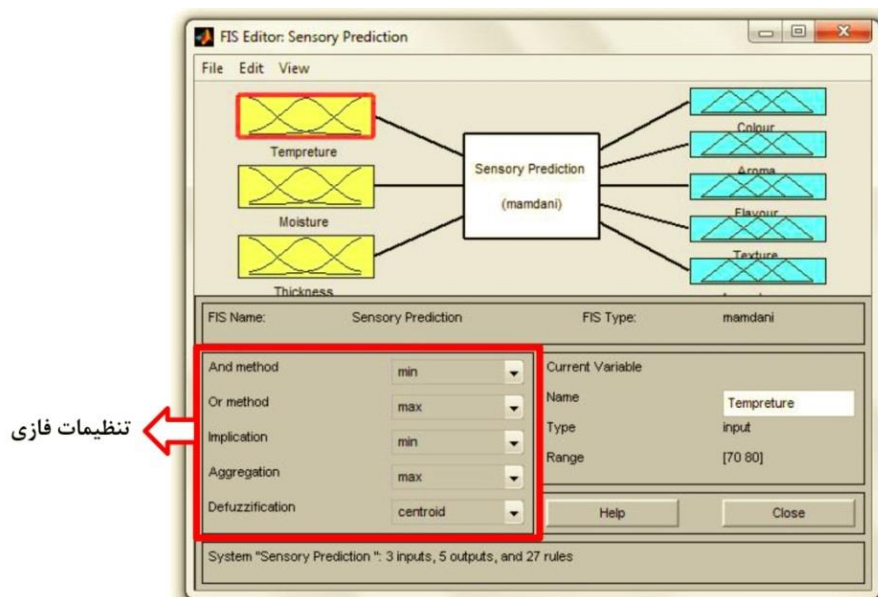 FIS Editor: Sensory Prediction
File Edit View
Tempreture
Moisture
Thickness
Sensory Prediction
(mamdani)
Colour
Aroma
Flavour
Texture
FIS Name: Sensory Prediction FIS Type: mamdani
And method min
Or method max
Implication min
Aggregation max
Defuzzification centroid
Current Variable
Name Tempreture
Type input
Range [70 80]
Help Close
System "Sensory Prediction ": 3 inputs, 5 outputs, and 27 rules
تنظیمات فازی